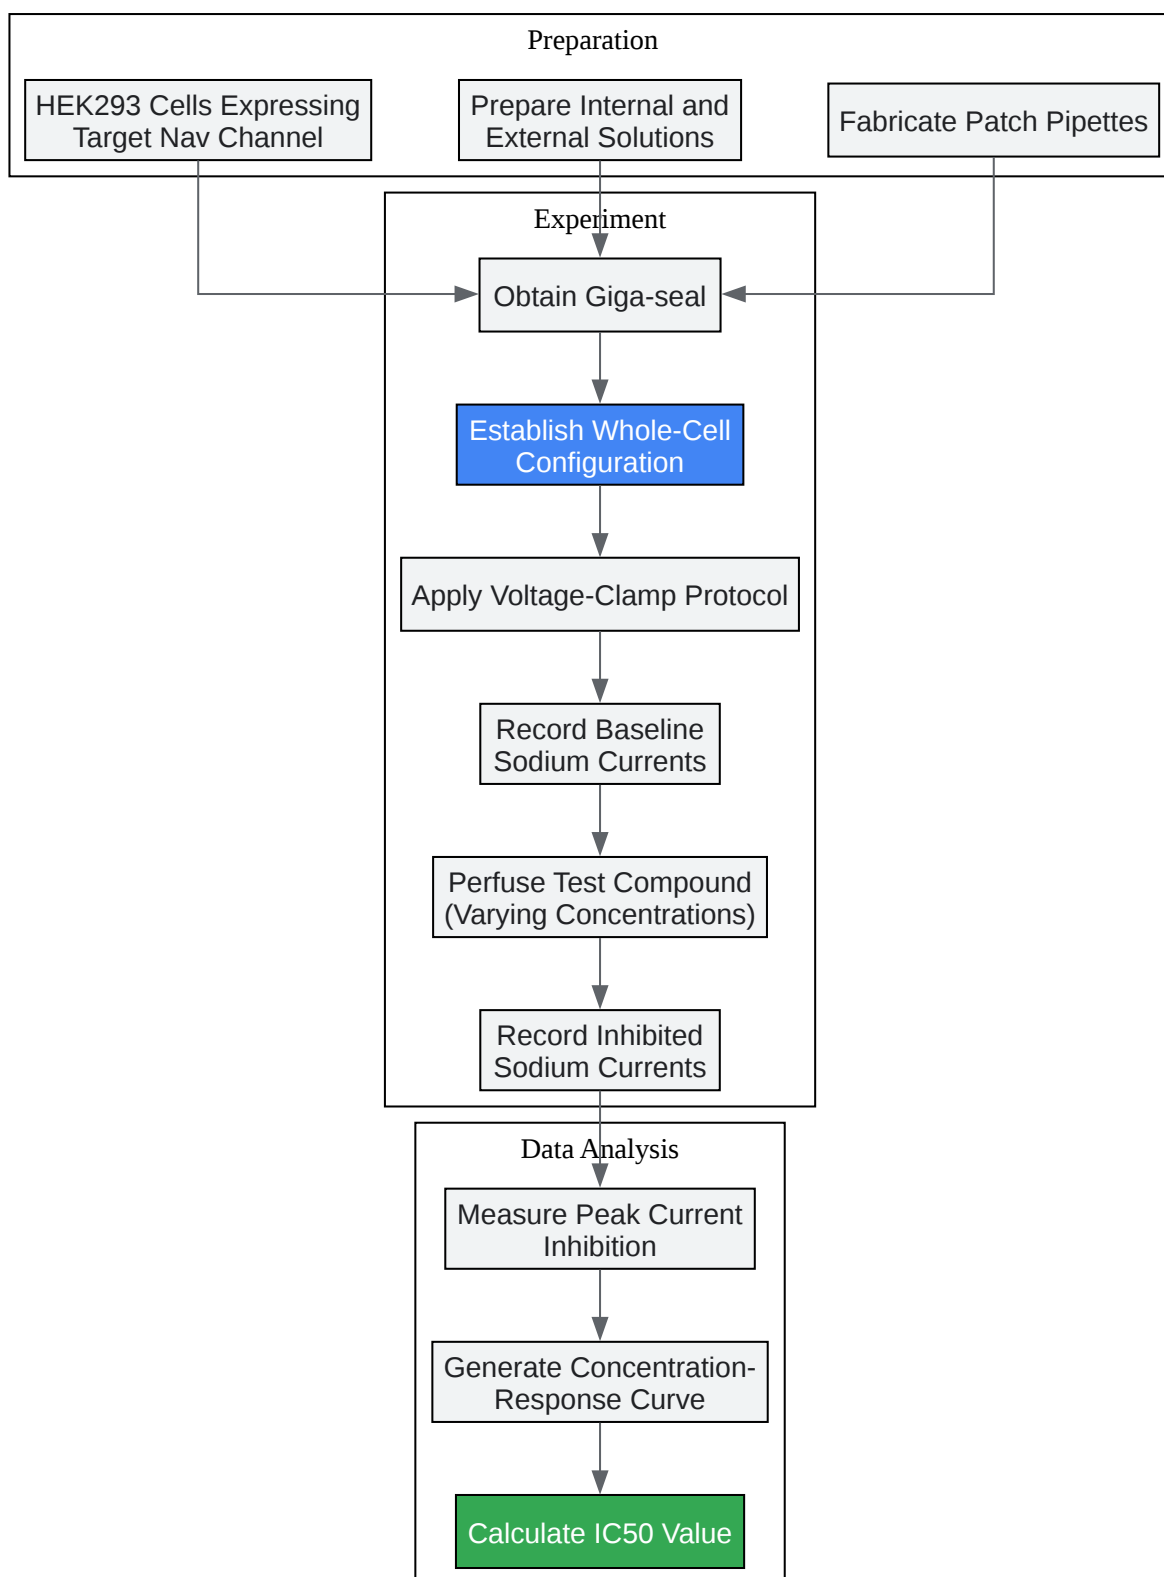 Preparation
HEK293 Cells Expressing
Target Nav Channel
Prepare Internal and
External Solutions
Fabricate Patch Pipettes
Experiment
Obtain Giga-seal
Establish Whole-Cell
Configuration
Apply Voltage-Clamp Protocol
Record Baseline
Sodium Currents
Perfuse Test Compound
(Varying Concentrations)
Record Inhibited
Sodium Currents
Data Analysis
Measure Peak Current
Inhibition
Generate Concentration-
Response Curve
Calculate IC50 Value